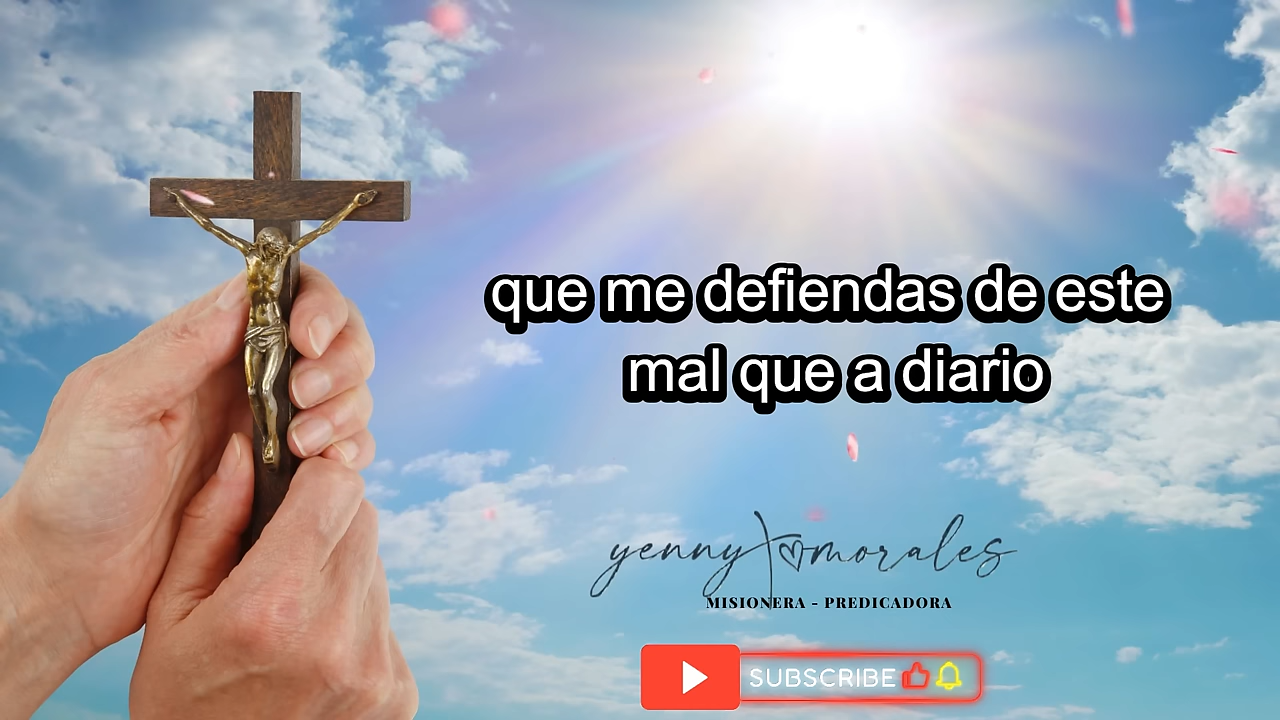 que me defiendas de este
mal que a diario
yenny morales
MISIONERA - PREDICADORA
SUBSCRIBE